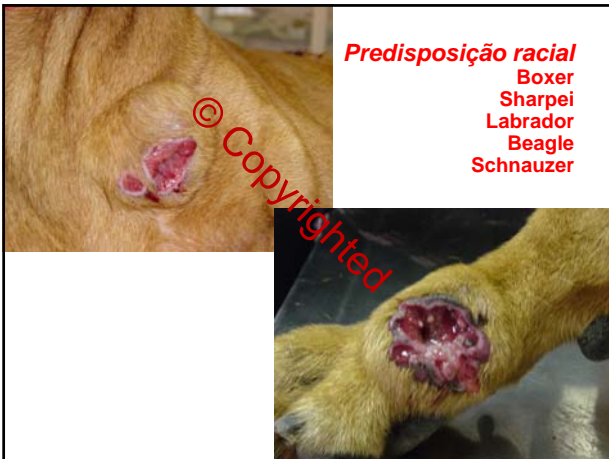 Predisposição racial
Boxer
Sharpei
Labrador
Beagle
Schnauzer
© Copyrighted